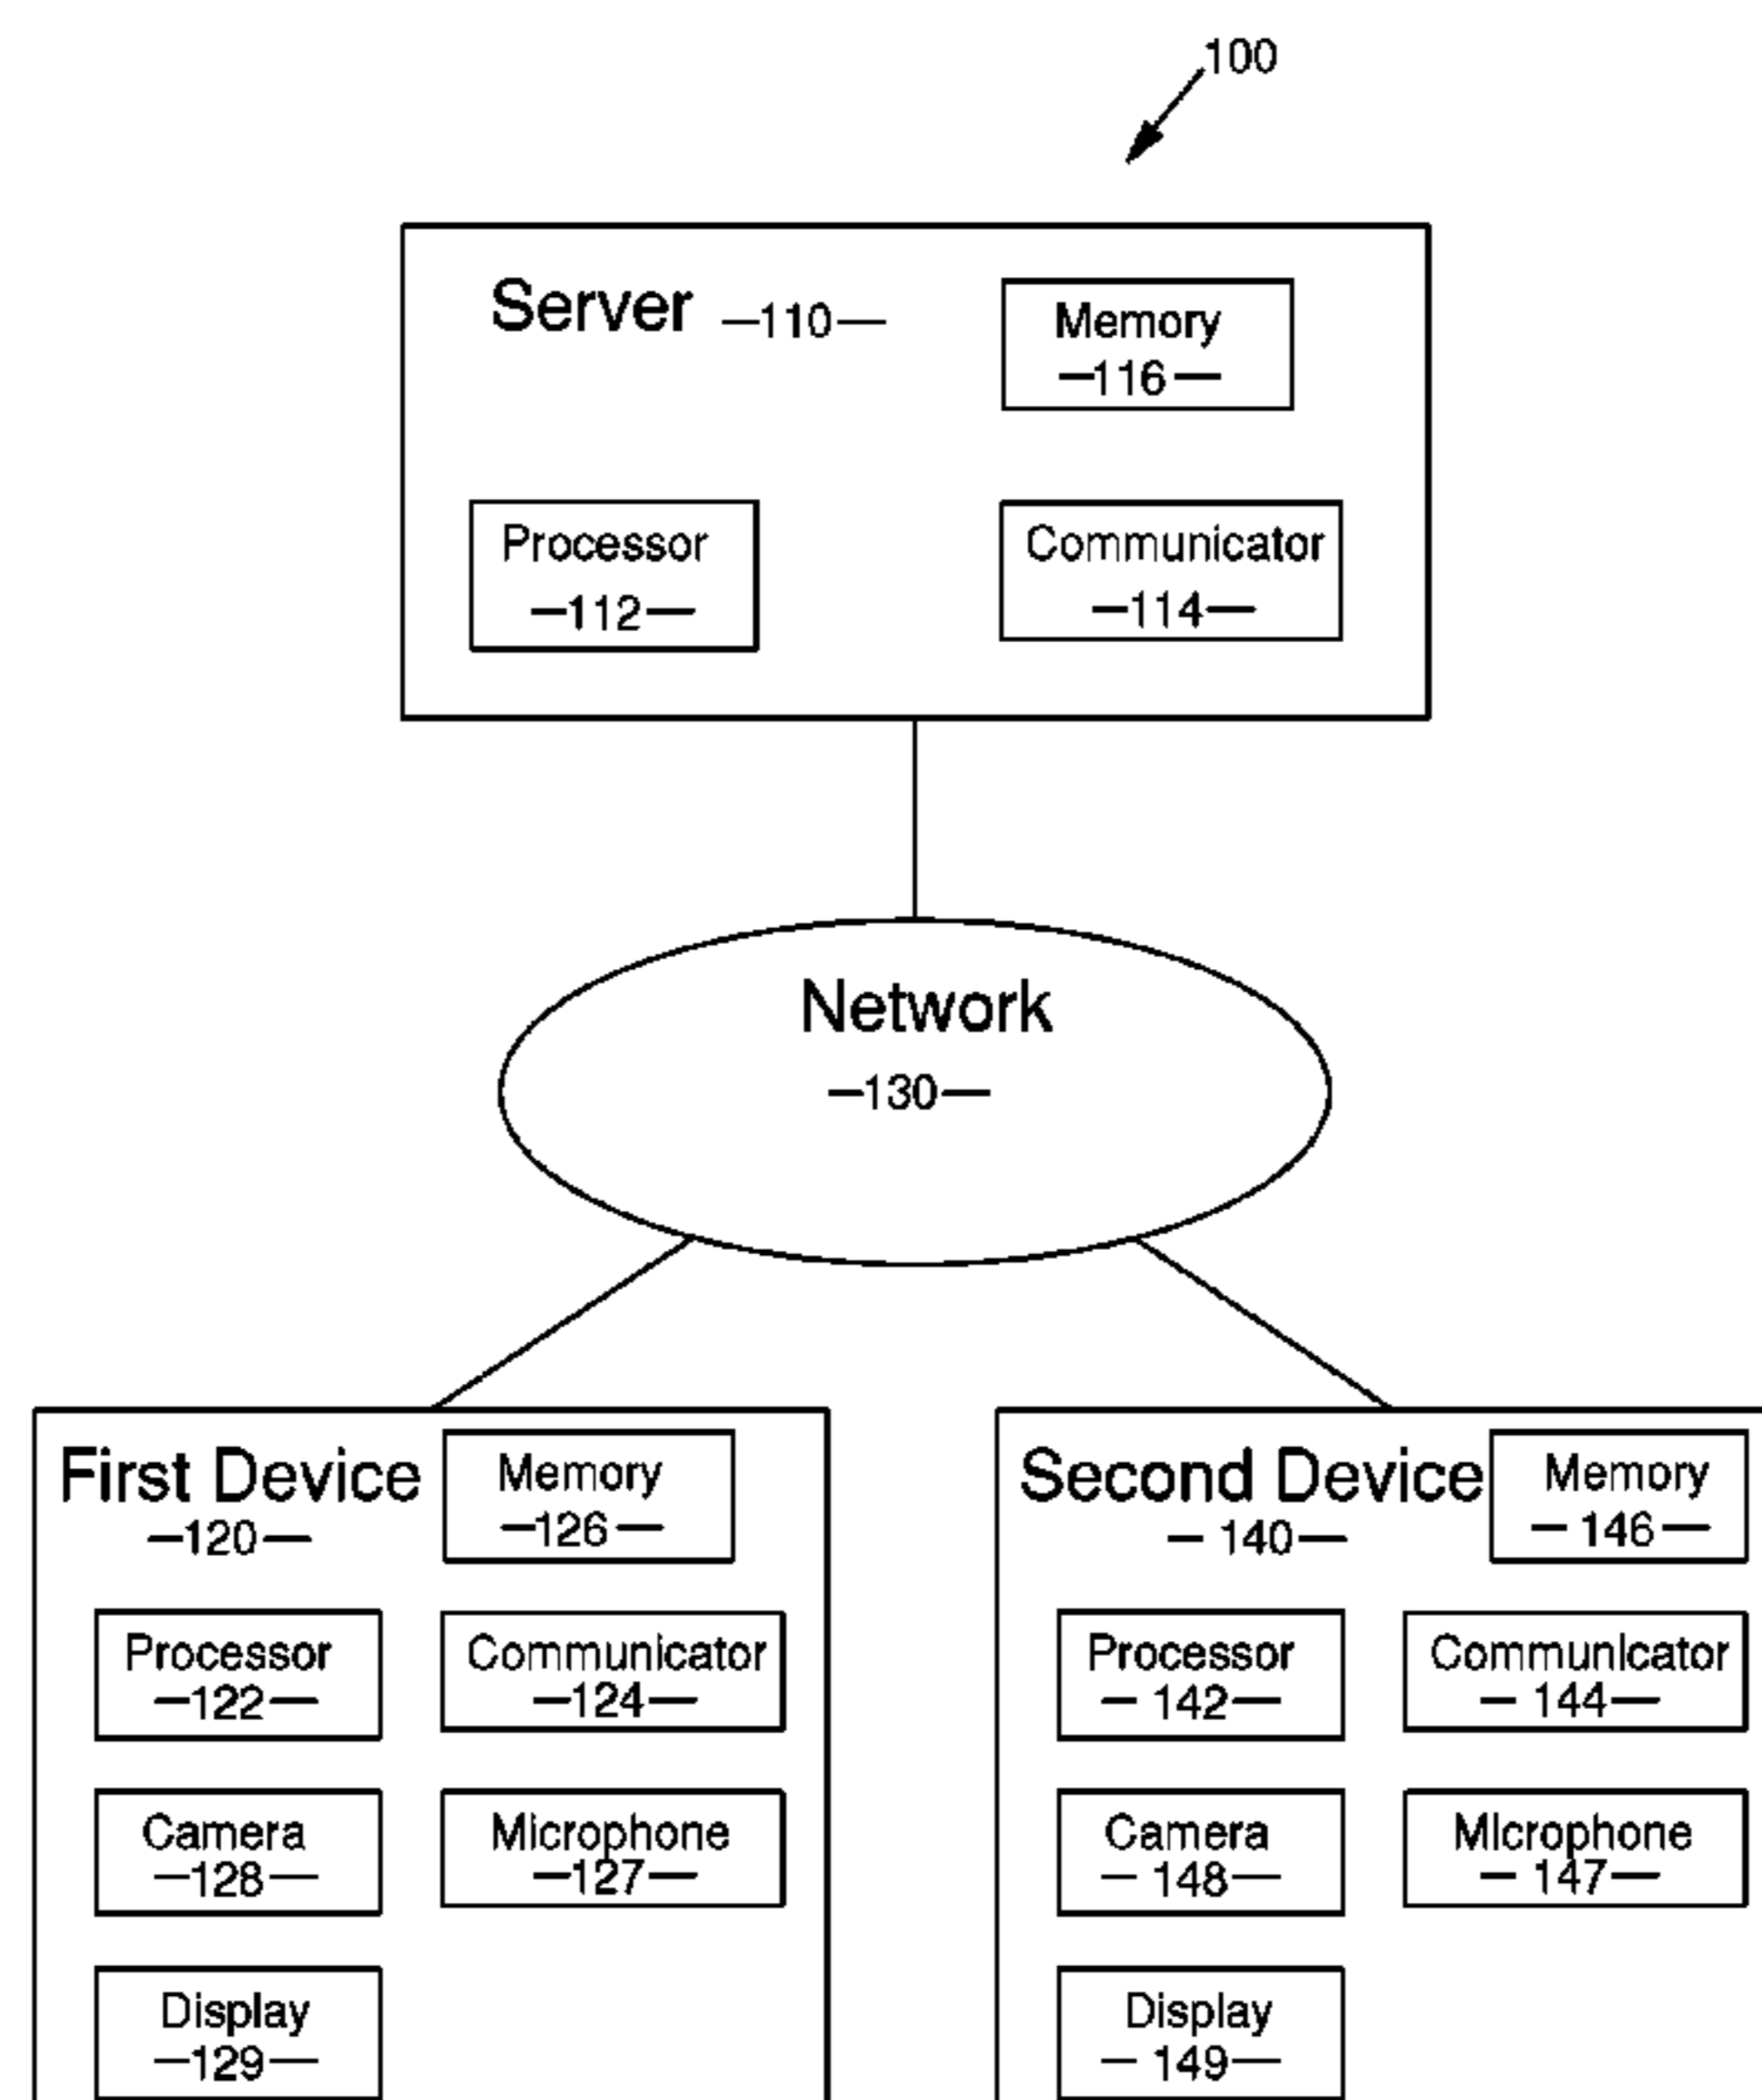 100
Server —110—
Memory
—116—
Processor
—112—
Communicator
—114—
Network
—130—
First Device
—120—
Memory
—126—
Processor
—122—
Communicator
—124—
Camera
—128—
Microphone
—127—
Display
—129—
Second Device
— 140—
Memory
— 146—
Processor
— 142—
Communicator
— 144—
Camera
— 148—
Microphone
— 147—
Display
— 149—